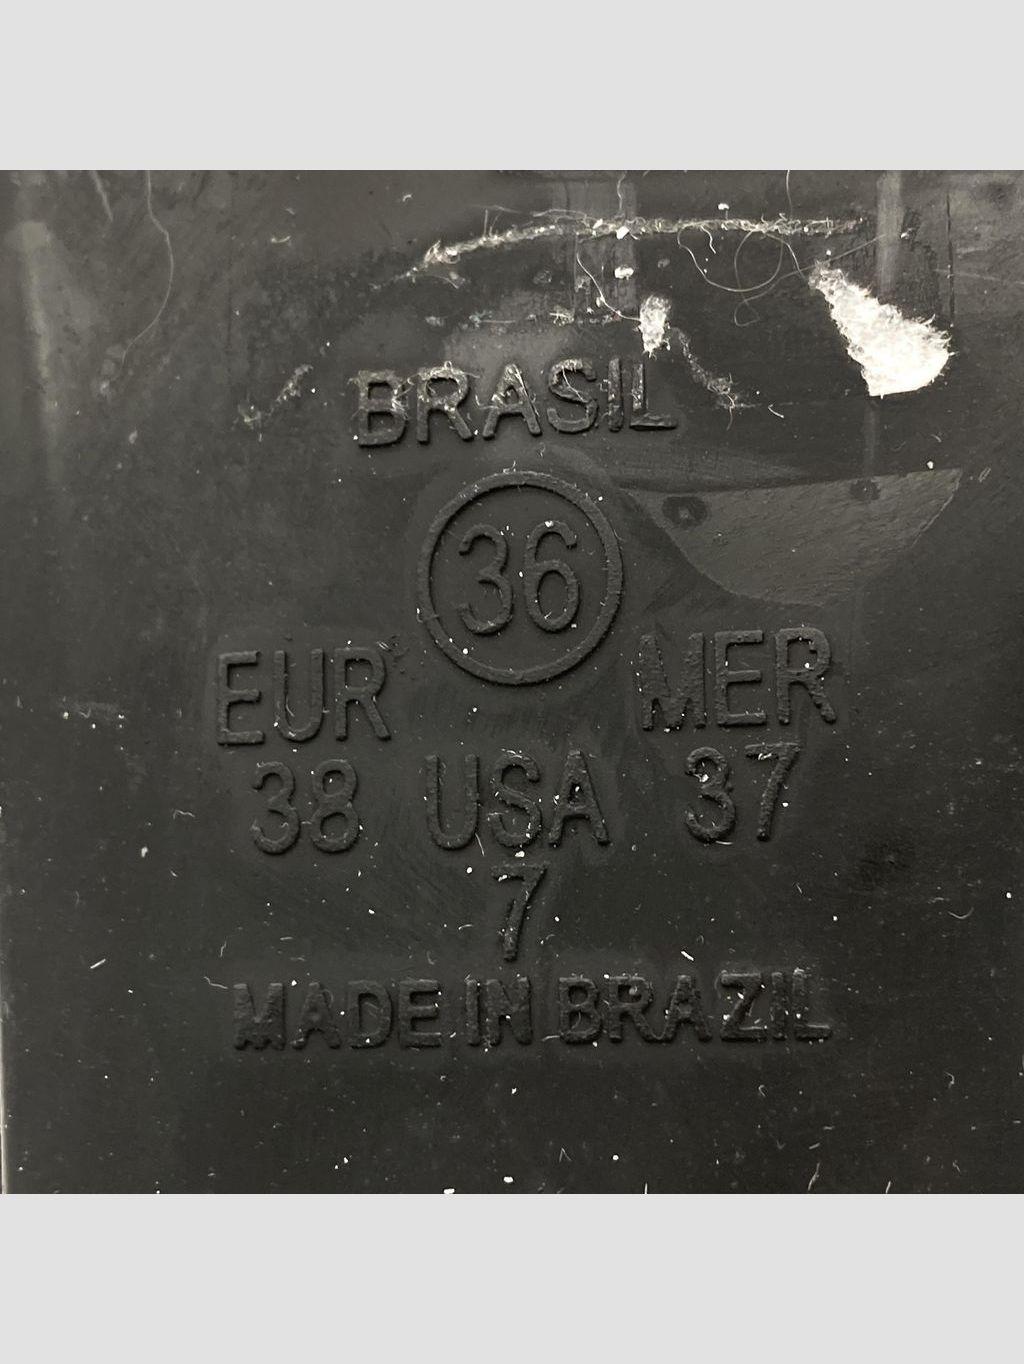 BRASIL
36
EUR MER
38 USA 37
7
MADE IN BRAZIL